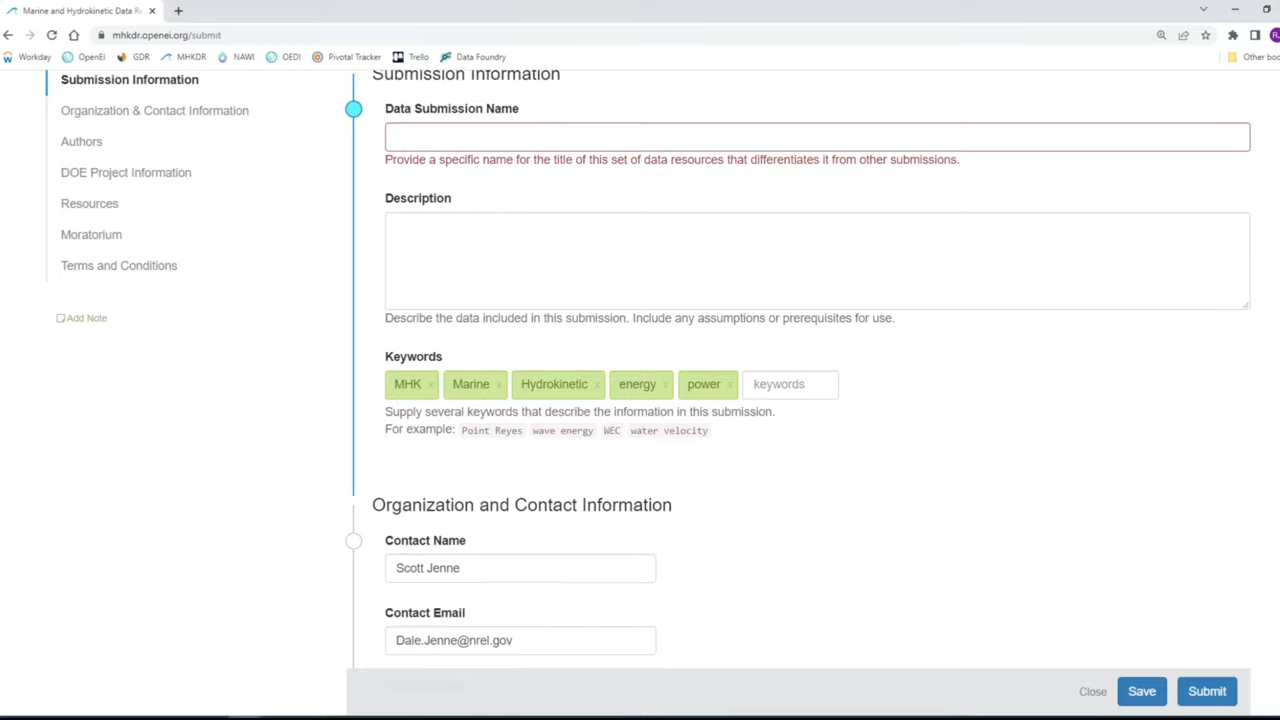 Marine and Hydrokinetic Data R
mhkdr.openei.org/submit
Workday OpenEI GDR MHKDR NAWI OEDI Pivotal Tracker Trello Data Foundry Other boo
Submission Information
Organization & Contact Information
Authors
DOE Project Information
Resources
Moratorium
Terms and Conditions
Add Note
Submission Information
Data Submission Name
Provide a specific name for the title of this set of data resources that differentiates it from other submissions.
Description
Describe the data included in this submission. Include any assumptions or prerequisites for use.
Keywords
MHK x Marine x Hydrokinetic x energy x power x keywords
Supply several keywords that describe the information in this submission.
For example: Point Reyes wave energy WEC water velocity
Organization and Contact Information
Contact Name
Scott Jenne
Contact Email
Dale.Jenne@nrel.gov
Close Save Submit